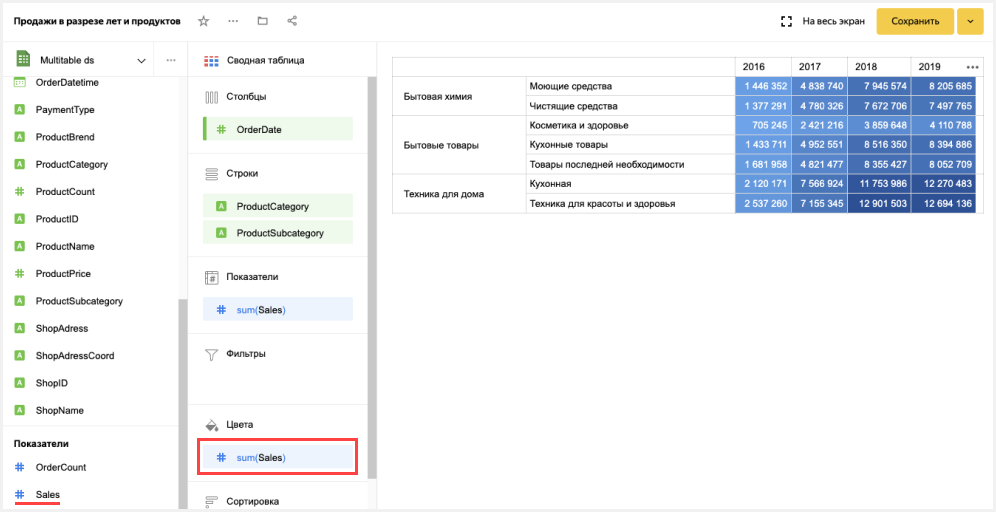 Продажи в разрезе лет и продуктов
На весь экран
Сохранить
Multitable ds
OrderDatetime
PaymentType
ProductBrend
ProductCategory
ProductCount
ProductID
ProductName
ProductPrice
ProductSubcategory
ShopAdress
ShopAdressCoord
ShopID
ShopName
Показатели
OrderCount
Sales
Сводная таблица
Столбцы
OrderDate
Строки
ProductCategory
ProductSubcategory
Показатели
sum(Sales)
Фильтры
Цвета
sum(Sales)
Сортировка
2016 2017 2018 2019
Бытовая химия Моющие средства 1 446 352 4 838 740 7 945 574 8 205 685
Чистящие средства 1 377 291 4 780 326 7 672 706 7 497 765
Бытовые товары Косметика и здоровье 705 245 2 421 216 3 859 648 4 110 788
Кухонные товары 1 433 711 4 952 551 8 516 350 8 394 886
Товары последней необходимости 1 681 958 4 821 477 8 355 427 8 052 709
Техника для дома Кухонная 2 120 171 7 566 924 11 753 986 12 270 483
Техника для красоты и здоровья 2 537 260 7 155 345 12 901 503 12 694 136